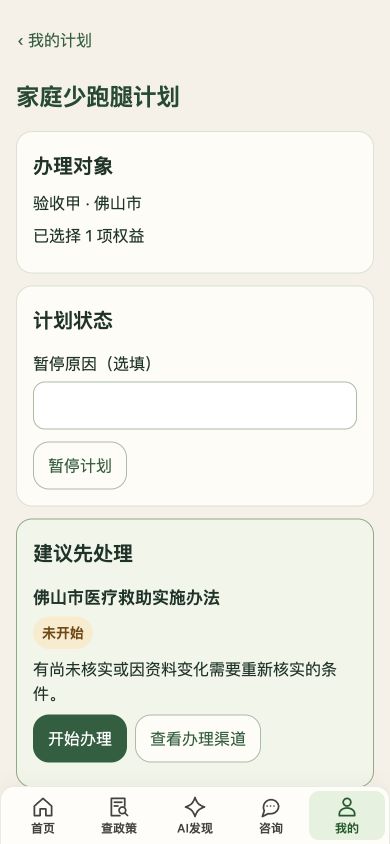 ‹ 我的计划
家庭少跑腿计划
办理对象
验收甲 · 佛山市
已选择 1 项权益
计划状态
暂停原因（选填）
暂停计划
建议先处理
佛山市医疗救助实施办法
未开始
有尚未核实或因资料变化需要重新核实的条
件。
开始办理 查看办理渠道
首页 查政策 AI发现 咨询 我的